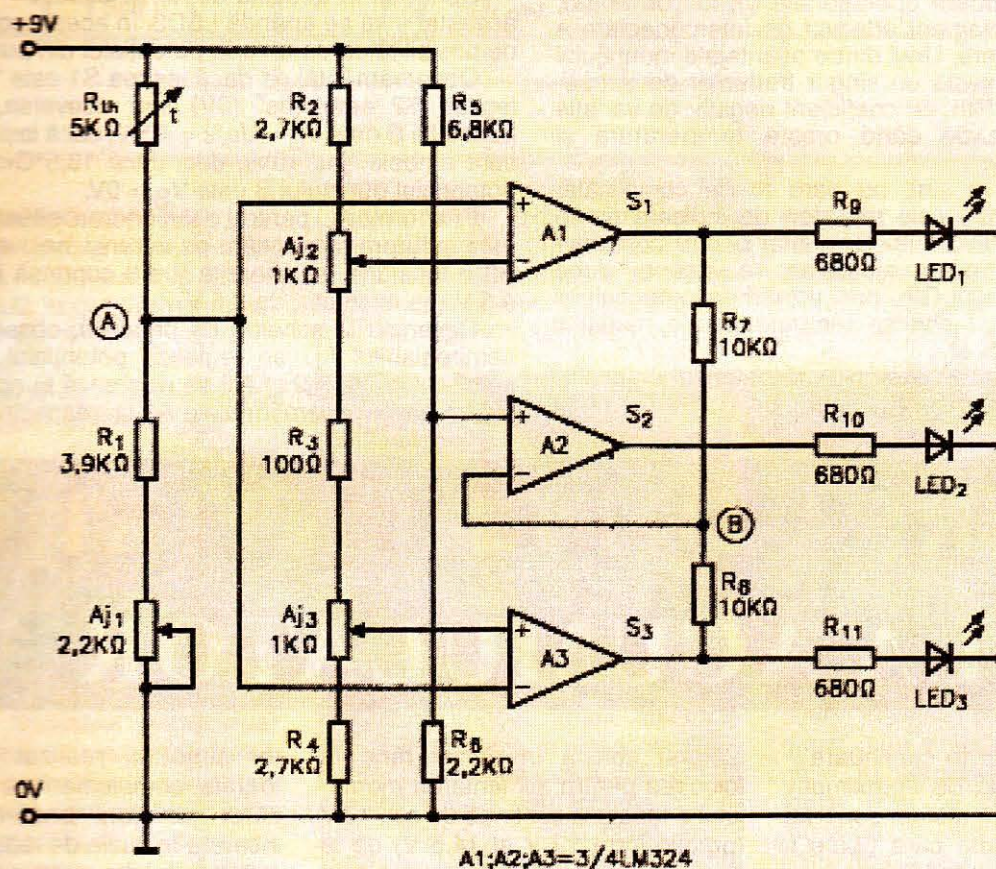 +9V
Rth
5KΩ
t
R2
2,7KΩ
R5
6,8KΩ
Aj2
1KΩ
+
−
A1
S1
R9
680Ω
LED1
A
R7
10KΩ
R1
3,9KΩ
R3
100Ω
+
−
A2
S2
R10
680Ω
LED2
B
R8
10KΩ
Aj1
2,2KΩ
Aj3
1KΩ
+
−
A3
S3
R11
680Ω
LED3
R4
2,7KΩ
R6
2,2KΩ
0V
A1;A2;A3=3/4LM324